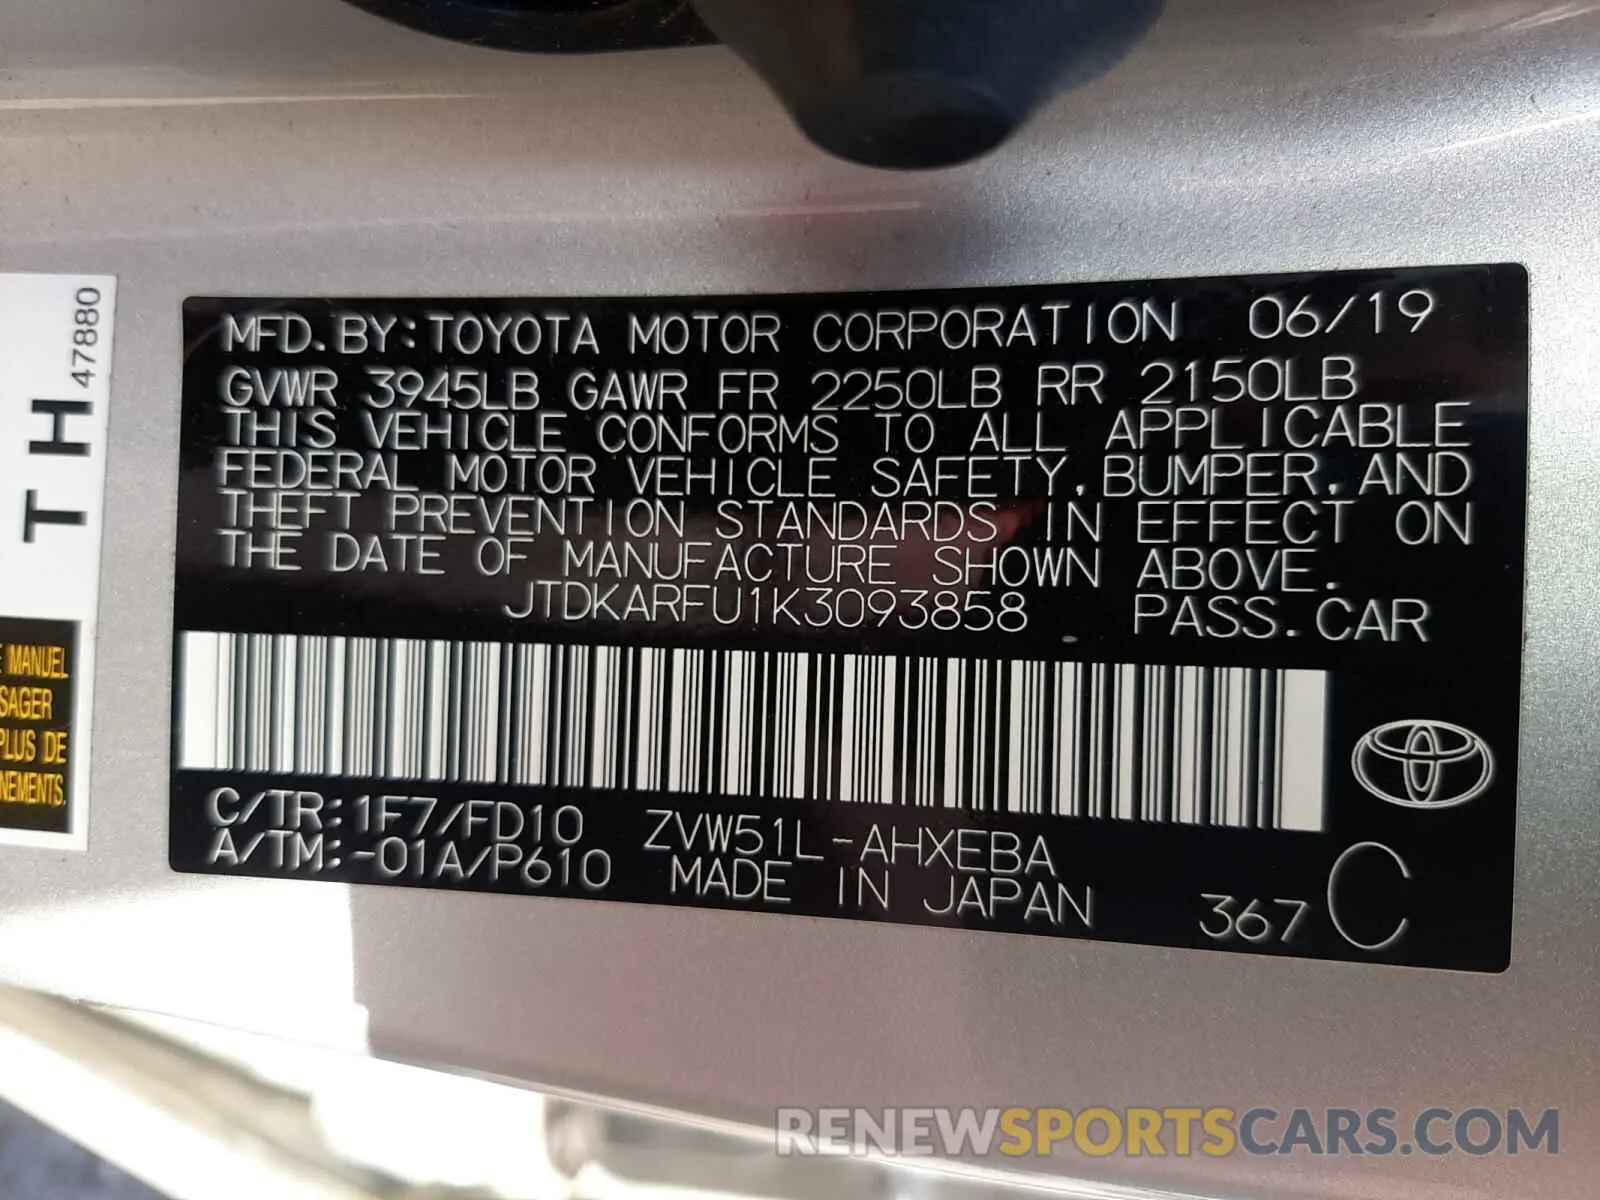 MFD.BY:TOYOTA MOTOR CORPORATION 06/19
GVWR 3945LB GAWR FR 2250LB RR 2150LB
THIS VEHICLE CONFORMS TO ALL APPLICABLE
FEDERAL MOTOR VEHICLE SAFETY,BUMPER,AND
THEFT PREVENTION STANDARDS IN EFFECT ON
THE DATE OF MANUFACTURE SHOWN ABOVE.
JTDKARFU1K3093858 PASS.CAR
C/TR:1F7/FD10 ZVW51L-AHXEBA
A/TM:-01A/P610 MADE IN JAPAN 367 C
TH 47880
E MANUEL
SAGER
PLUS DE
NEMENTS.
RENEWSPORTSCARS.COM